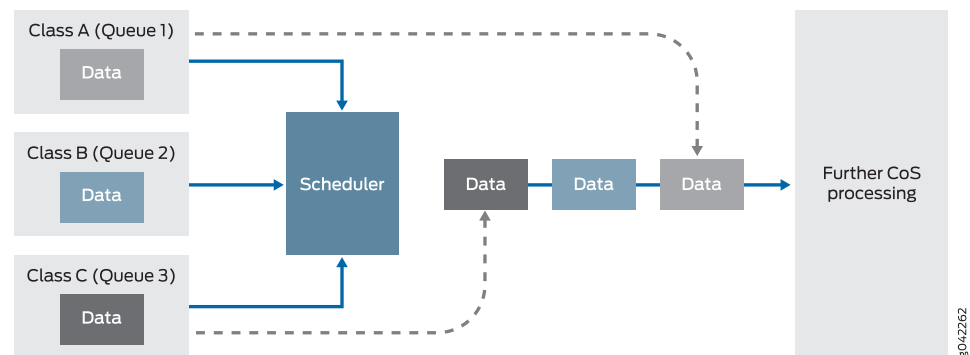 Class A (Queue 1)
Data
Class B (Queue 2)
Data
Class C (Queue 3)
Data
Scheduler
Data
Data
Data
Further CoS
processing